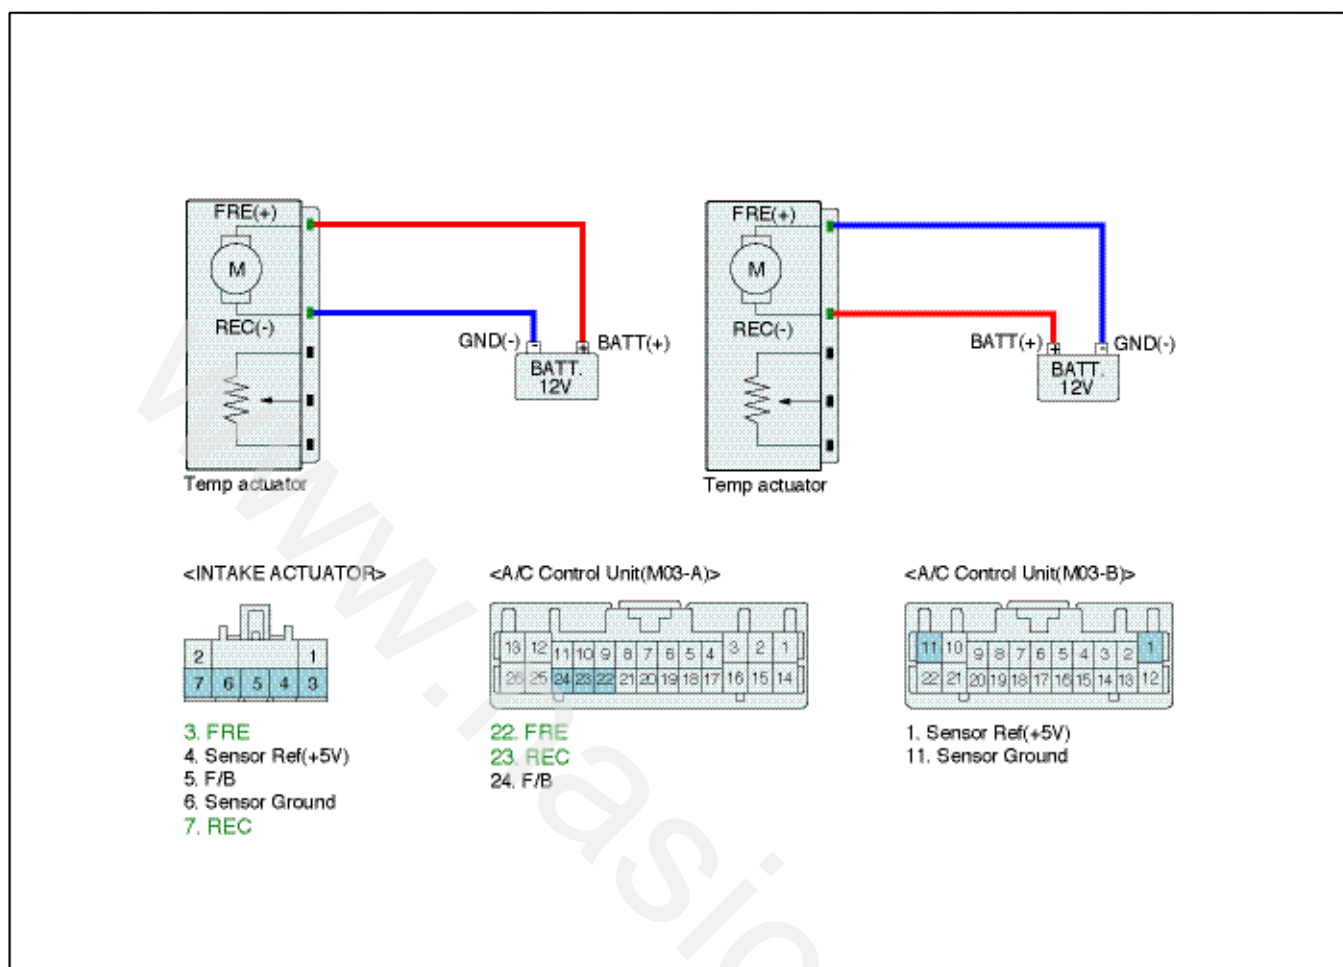 FRE(+)
M
REC(-)
GND(-)
-
+
BATT(+)
BATT.
12V
Temp actuator
FRE(+)
M
REC(-)
BATT(+)
+
-
GND(-)
BATT.
12V
Temp actuator
<INTAKE ACTUATOR>
2 1
7 6 5 4 3
3. FRE
4. Sensor Ref(+5V)
5. F/B
6. Sensor Ground
7. REC
<A/C Control Unit(M03-A)>
13 12 11 10 9 8 7 6 5 4 3 2 1
26 25 24 23 22 21 20 19 18 17 16 15 14
22. FRE
23. REC
24. F/B
<A/C Control Unit(M03-B)>
11 10 9 8 7 6 5 4 3 2 1
22 21 20 19 18 17 16 15 14 13 12
1. Sensor Ref(+5V)
11. Sensor Ground